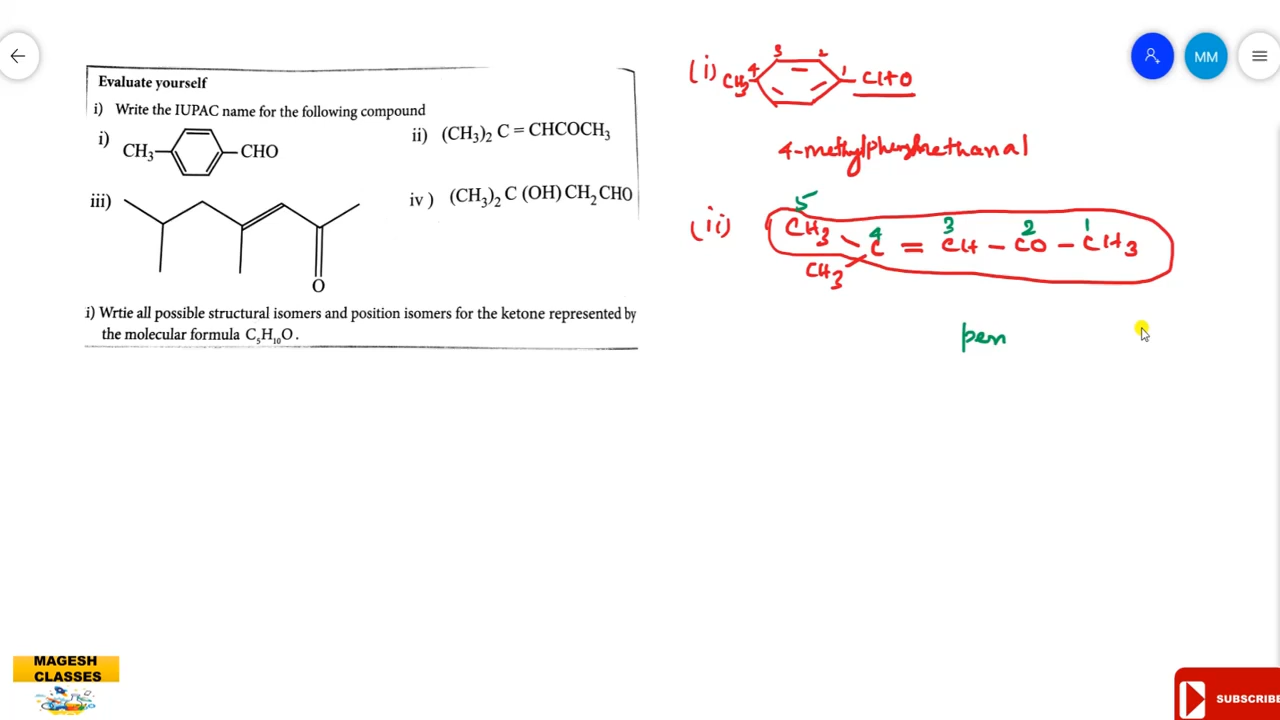 MM
Evaluate yourself
i) Write the IUPAC name for the following compound
i) CH₃ CHO
ii) (CH₃)₂ C = CHCOCH₃
iii)
O
iv ) (CH₃)₂ C (OH) CH₂ CHO
i) Wrtie all possible structural isomers and position isomers for the ketone represented by
the molecular formula C₅H₁₀O.
(i) CH₃ 4 3 2 1 CHO
4-methylphenylmethanal
(ii)
5 4 3 2 1
CH₃ C = CH - CO - CH₃
CH₃
pen
MAGESH
CLASSES
SUBSCRIBE